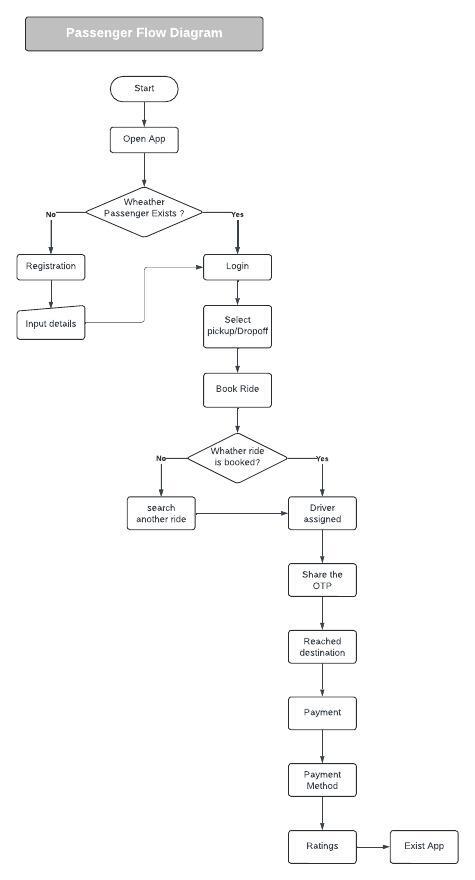 Passenger Flow Diagram
Start
Open App
Wheather
Passenger Exists ?
No
Yes
Registration
Login
Input details
Select
pickup/Dropoff
Book Ride
Whather ride
is booked?
No
Yes
search
another ride
Driver
assigned
Share the
OTP
Reached
destination
Payment
Payment
Method
Ratings
Exist App